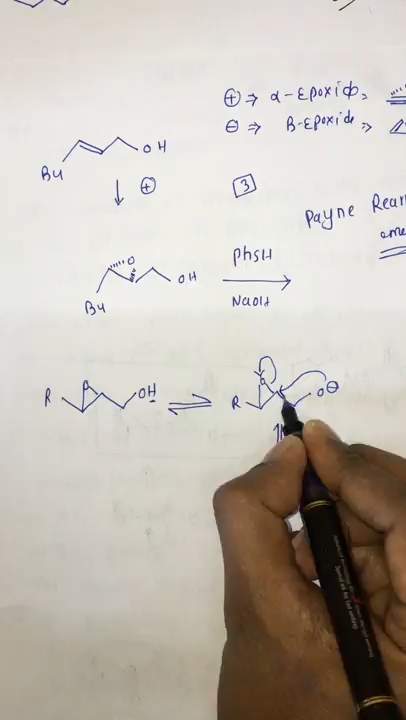 ⊕ ⇒ α-Epoxide,
⊖ ⇒ β-Epoxide ⇒
OH
Bu
↓ ⊕
3
Payne Rear
O
OH
PhSH
NaOH
Bu
R O OH ⇌ R O O⊖